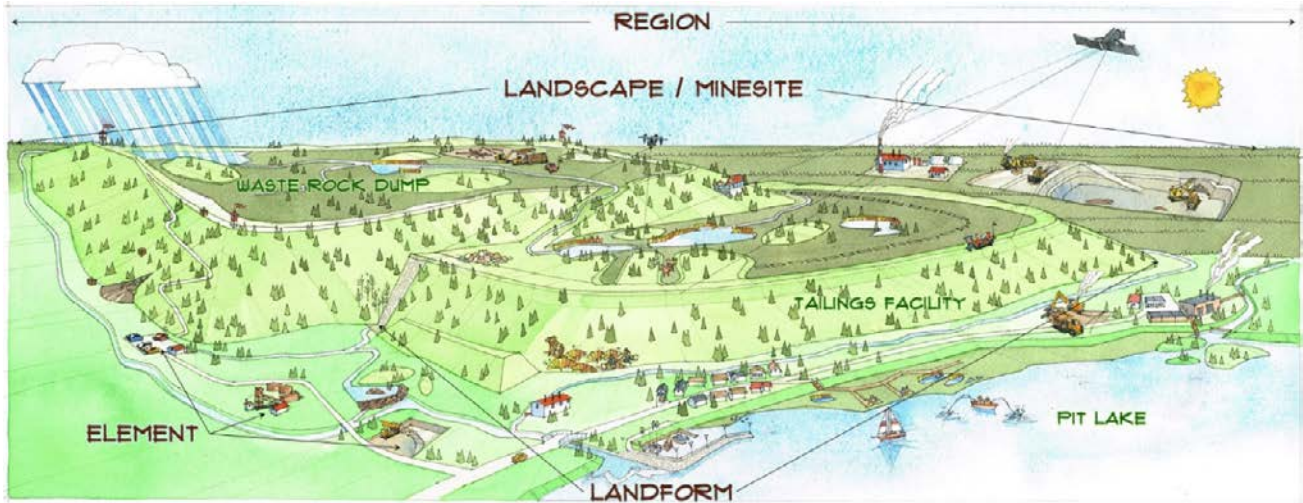 REGION
LANDSCAPE / MINESITE
WASTE ROCK DUMP
TAILINGS FACILITY
PIT LAKE
ELEMENT
LANDFORM